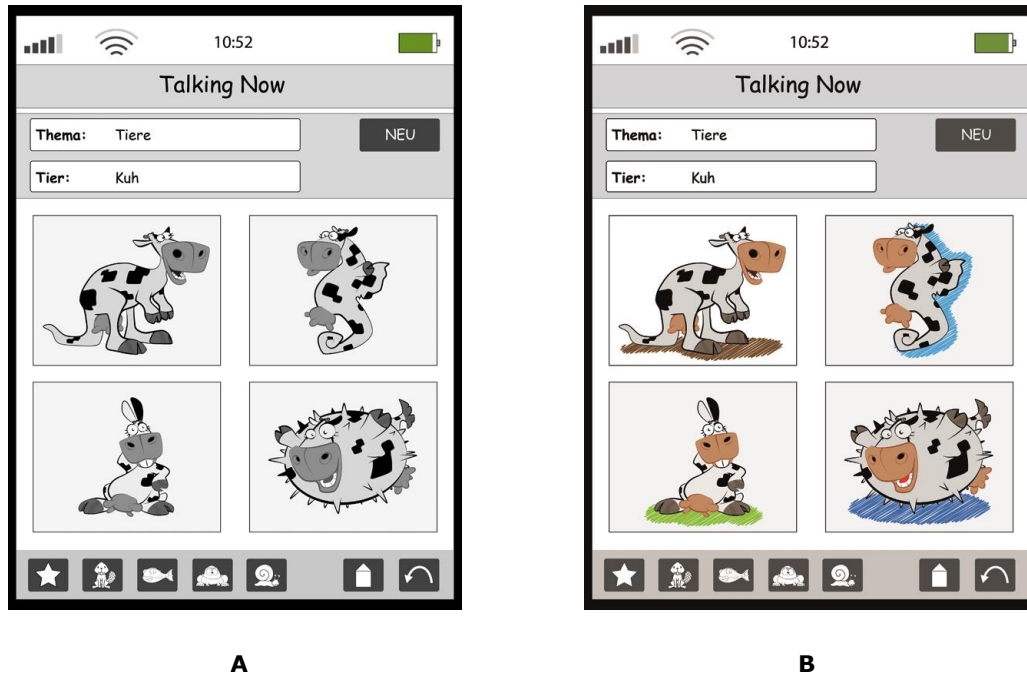 10:52
Talking Now
Thema: Tiere
NEU
Tier: Kuh
A
10:52
Talking Now
Thema: Tiere
NEU
Tier: Kuh
B